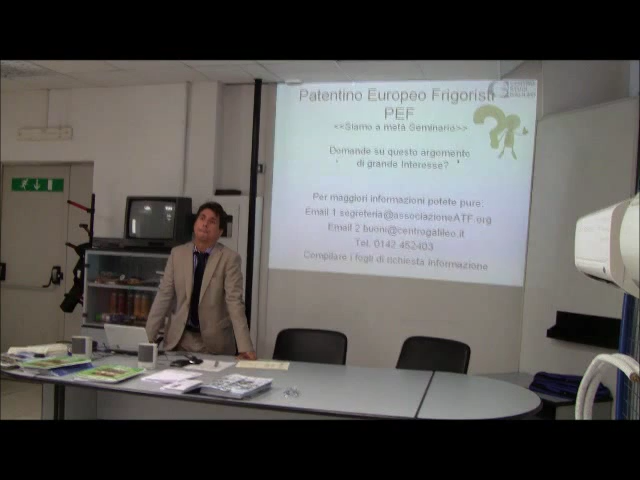 Patentino Europeo Frigoristi
PEF
<<Siamo a metà Seminario>>
Domande su questo argomento
di grande Interesse?
Per maggiori informazioni potete pure:
Email 1 segreteria@associazioneATF.org
Email 2 buoni@centrogalileo.it
Tel. 0142 452403
Compilare i fogli di richiesta informazione